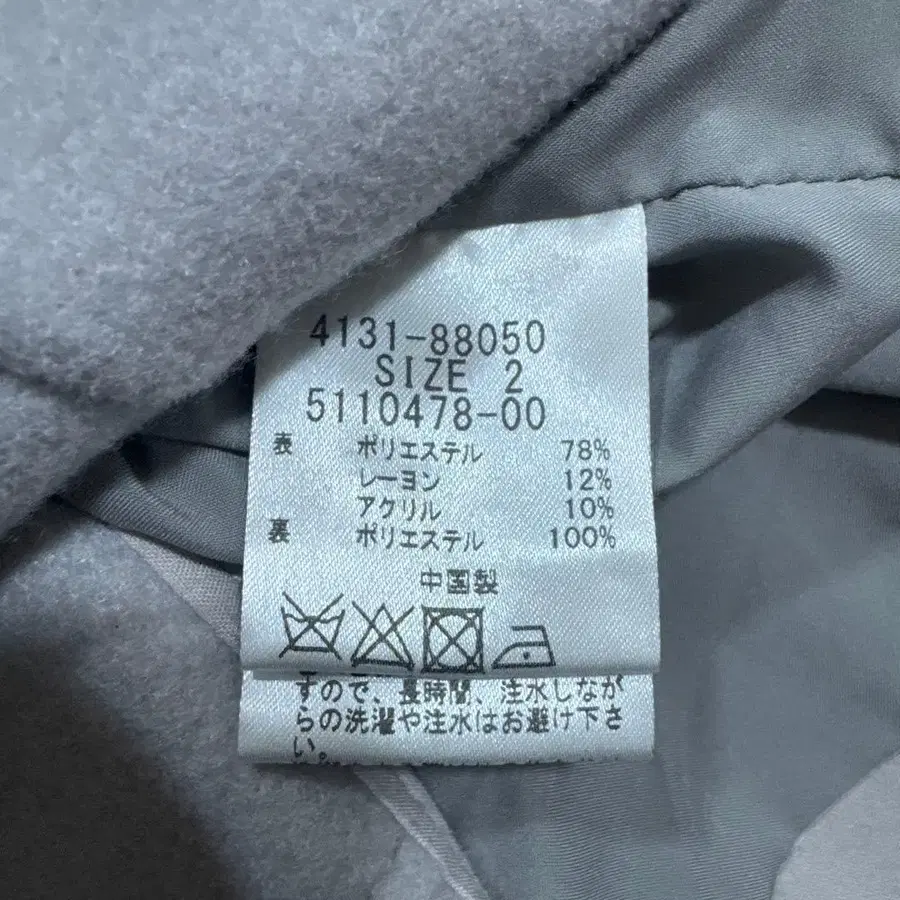 4131-88050
SIZE 2
5110478-00
表 ポリエステル 78%
レーヨン 12%
アクリル 10%
裏 ポリエステル 100%
中国製
すので、長時間、注水しなが
らの洗濯や注水はお避け下さ
い。